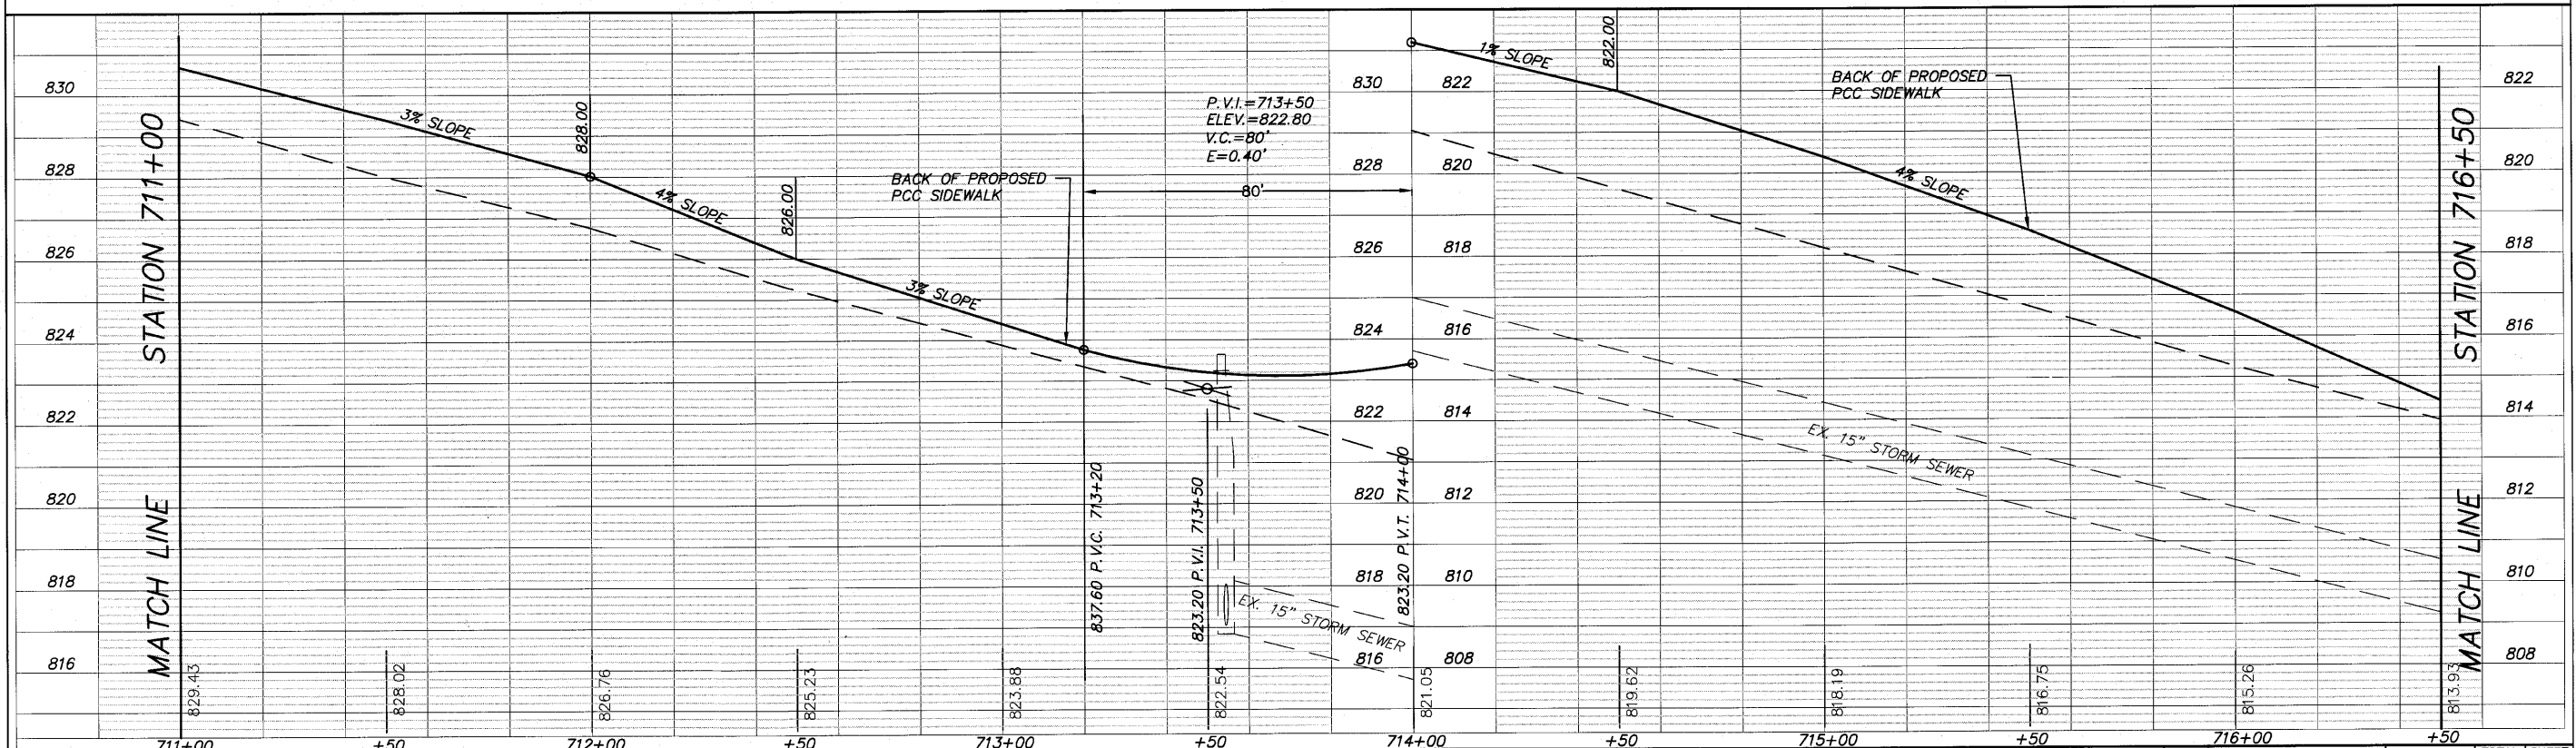 830
828
826
824
822
820
818
816
STATION 711+00
MATCH LINE
3% SLOPE
828.00
4% SLOPE
826.00
3% SLOPE
BACK OF PROPOSED
PCC SIDEWALK
P.V.I.=713+50
ELEV.=822.80
V.C.=80'
E=0.40'
80'
837.60 P.V.C. 713+20
823.20 P.V.I. 713+50
823.20 P.V.T. 714+00
EX. 15" STORM SEWER
830 822
828 820
826 818
824 816
822 814
820 812
818 810
816 808
1% SLOPE
822.00
BACK OF PROPOSED
PCC SIDEWALK
4% SLOPE
EX. 15" STORM SEWER
STATION 716+50
MATCH LINE
822
820
818
816
814
812
810
808
829.43
828.02
826.76
825.23
823.88
822.54
821.05
819.62
818.19
816.75
815.26
813.93
711+00 +50 712+00 +50 713+00 +50 714+00 +50 715+00 +50 716+00 +50